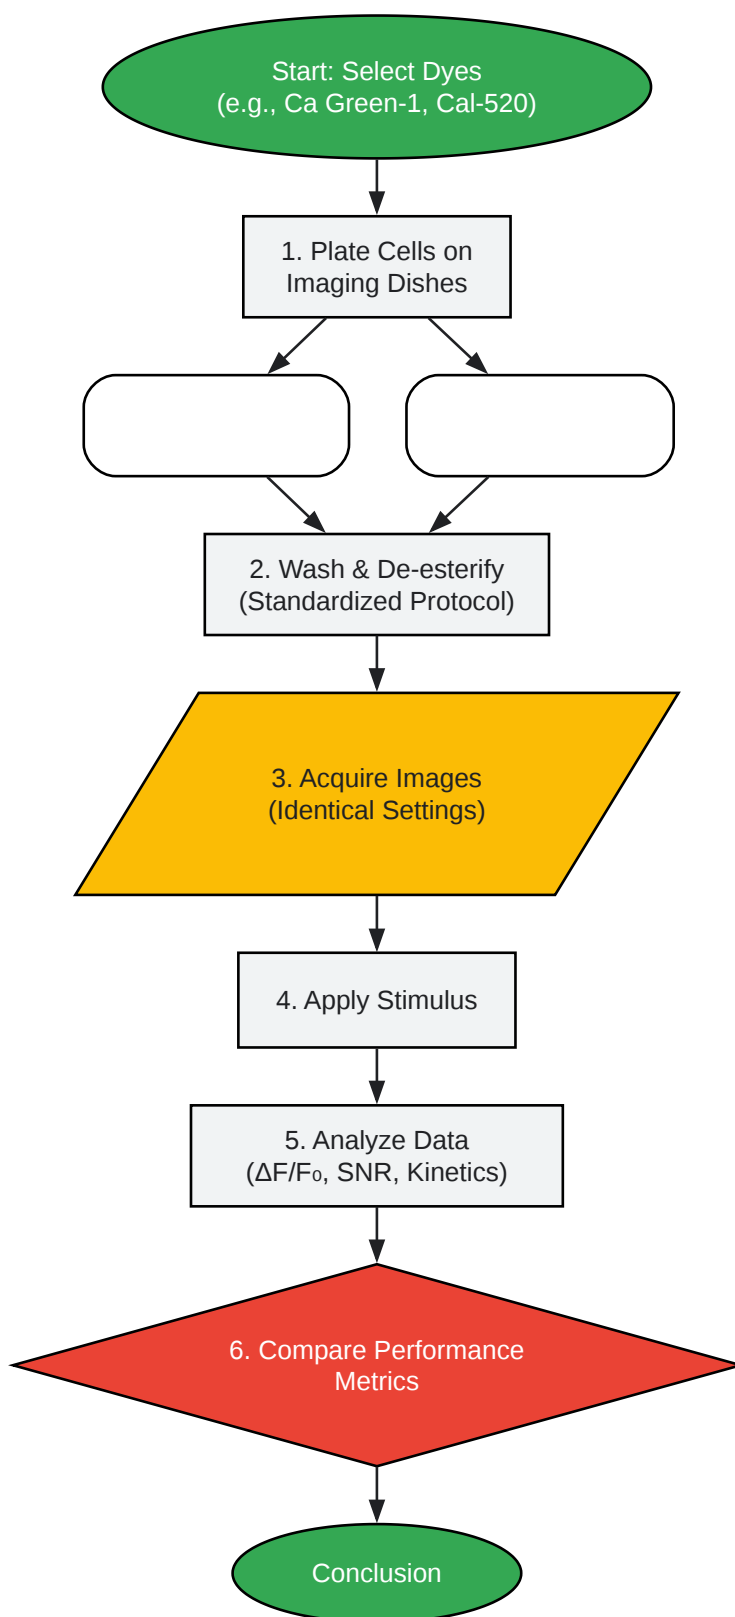 Start: Select Dyes
(e.g., Ca Green-1, Cal-520)
1. Plate Cells on
Imaging Dishes
2. Wash & De-esterify
(Standardized Protocol)
3. Acquire Images
(Identical Settings)
4. Apply Stimulus
5. Analyze Data
(ΔF/F₀, SNR, Kinetics)
6. Compare Performance
Metrics
Conclusion